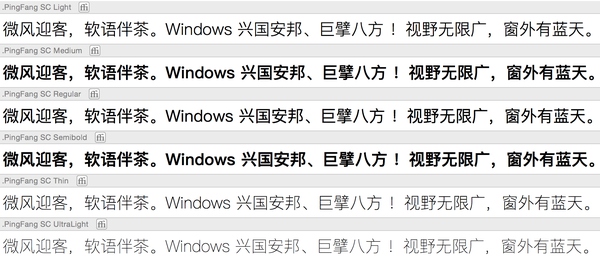 .PingFang SC Light ffi
微风迎客，软语伴茶。Windows 兴国安邦、巨擘八方 ！视野无限广，窗外有蓝天。
.PingFang SC Medium ffi
微风迎客，软语伴茶。Windows 兴国安邦、巨擘八方 ！视野无限广，窗外有蓝天。
.PingFang SC Regular ffi
微风迎客，软语伴茶。Windows 兴国安邦、巨擘八方 ！视野无限广，窗外有蓝天。
.PingFang SC Semibold ffi
微风迎客，软语伴茶。Windows 兴国安邦、巨擘八方 ！视野无限广，窗外有蓝天。
.PingFang SC Thin ffi
微风迎客，软语伴茶。Windows 兴国安邦、巨擘八方 ！视野无限广，窗外有蓝天。
.PingFang SC UltraLight ffi
微风迎客，软语伴茶。Windows 兴国安邦、巨擘八方 ！视野无限广，窗外有蓝天。